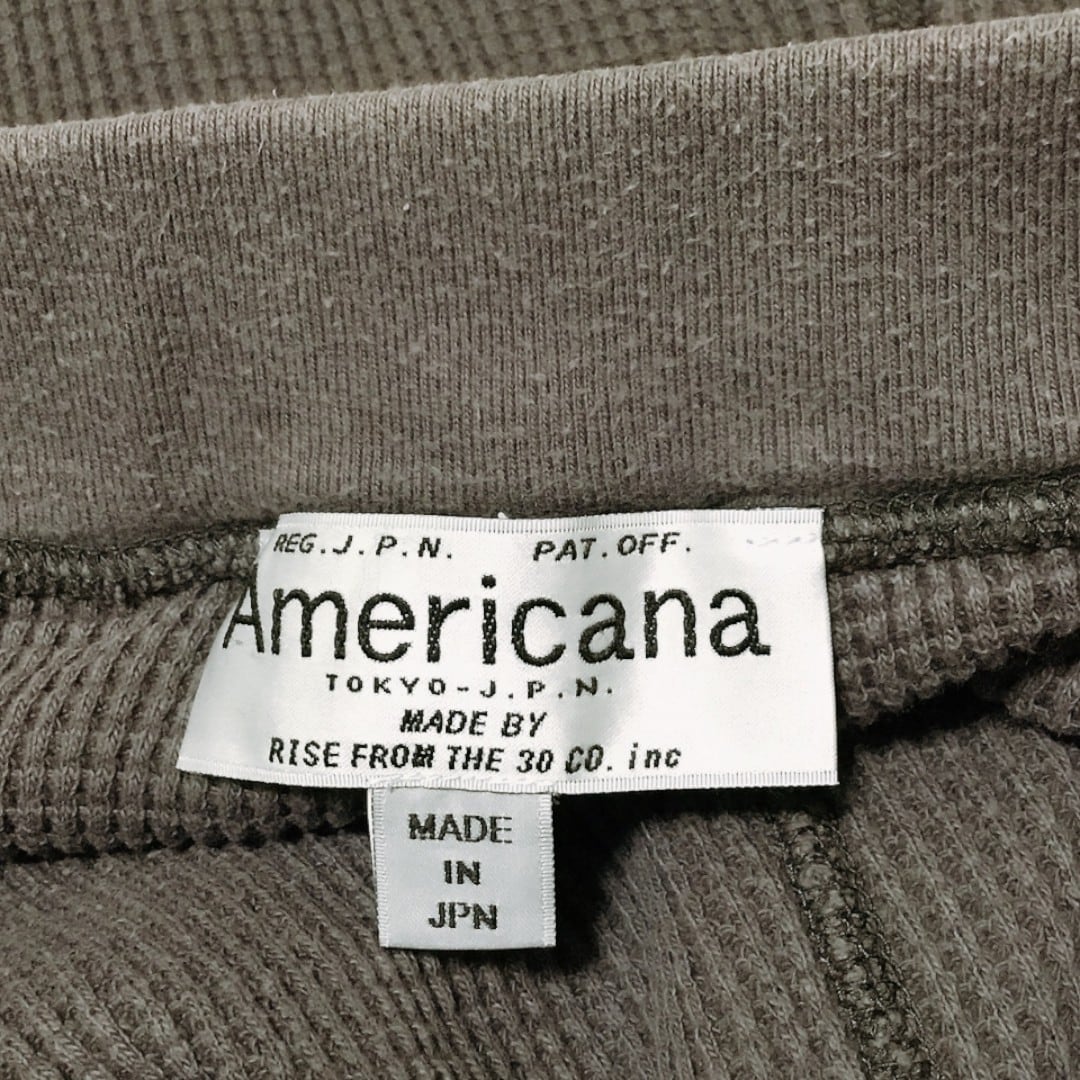 REG.J.P.N. PAT.OFF.
Americana
TOKYO-J.P.N.
MADE BY
RISE FROM THE 30 CO. inc
MADE
IN
JPN